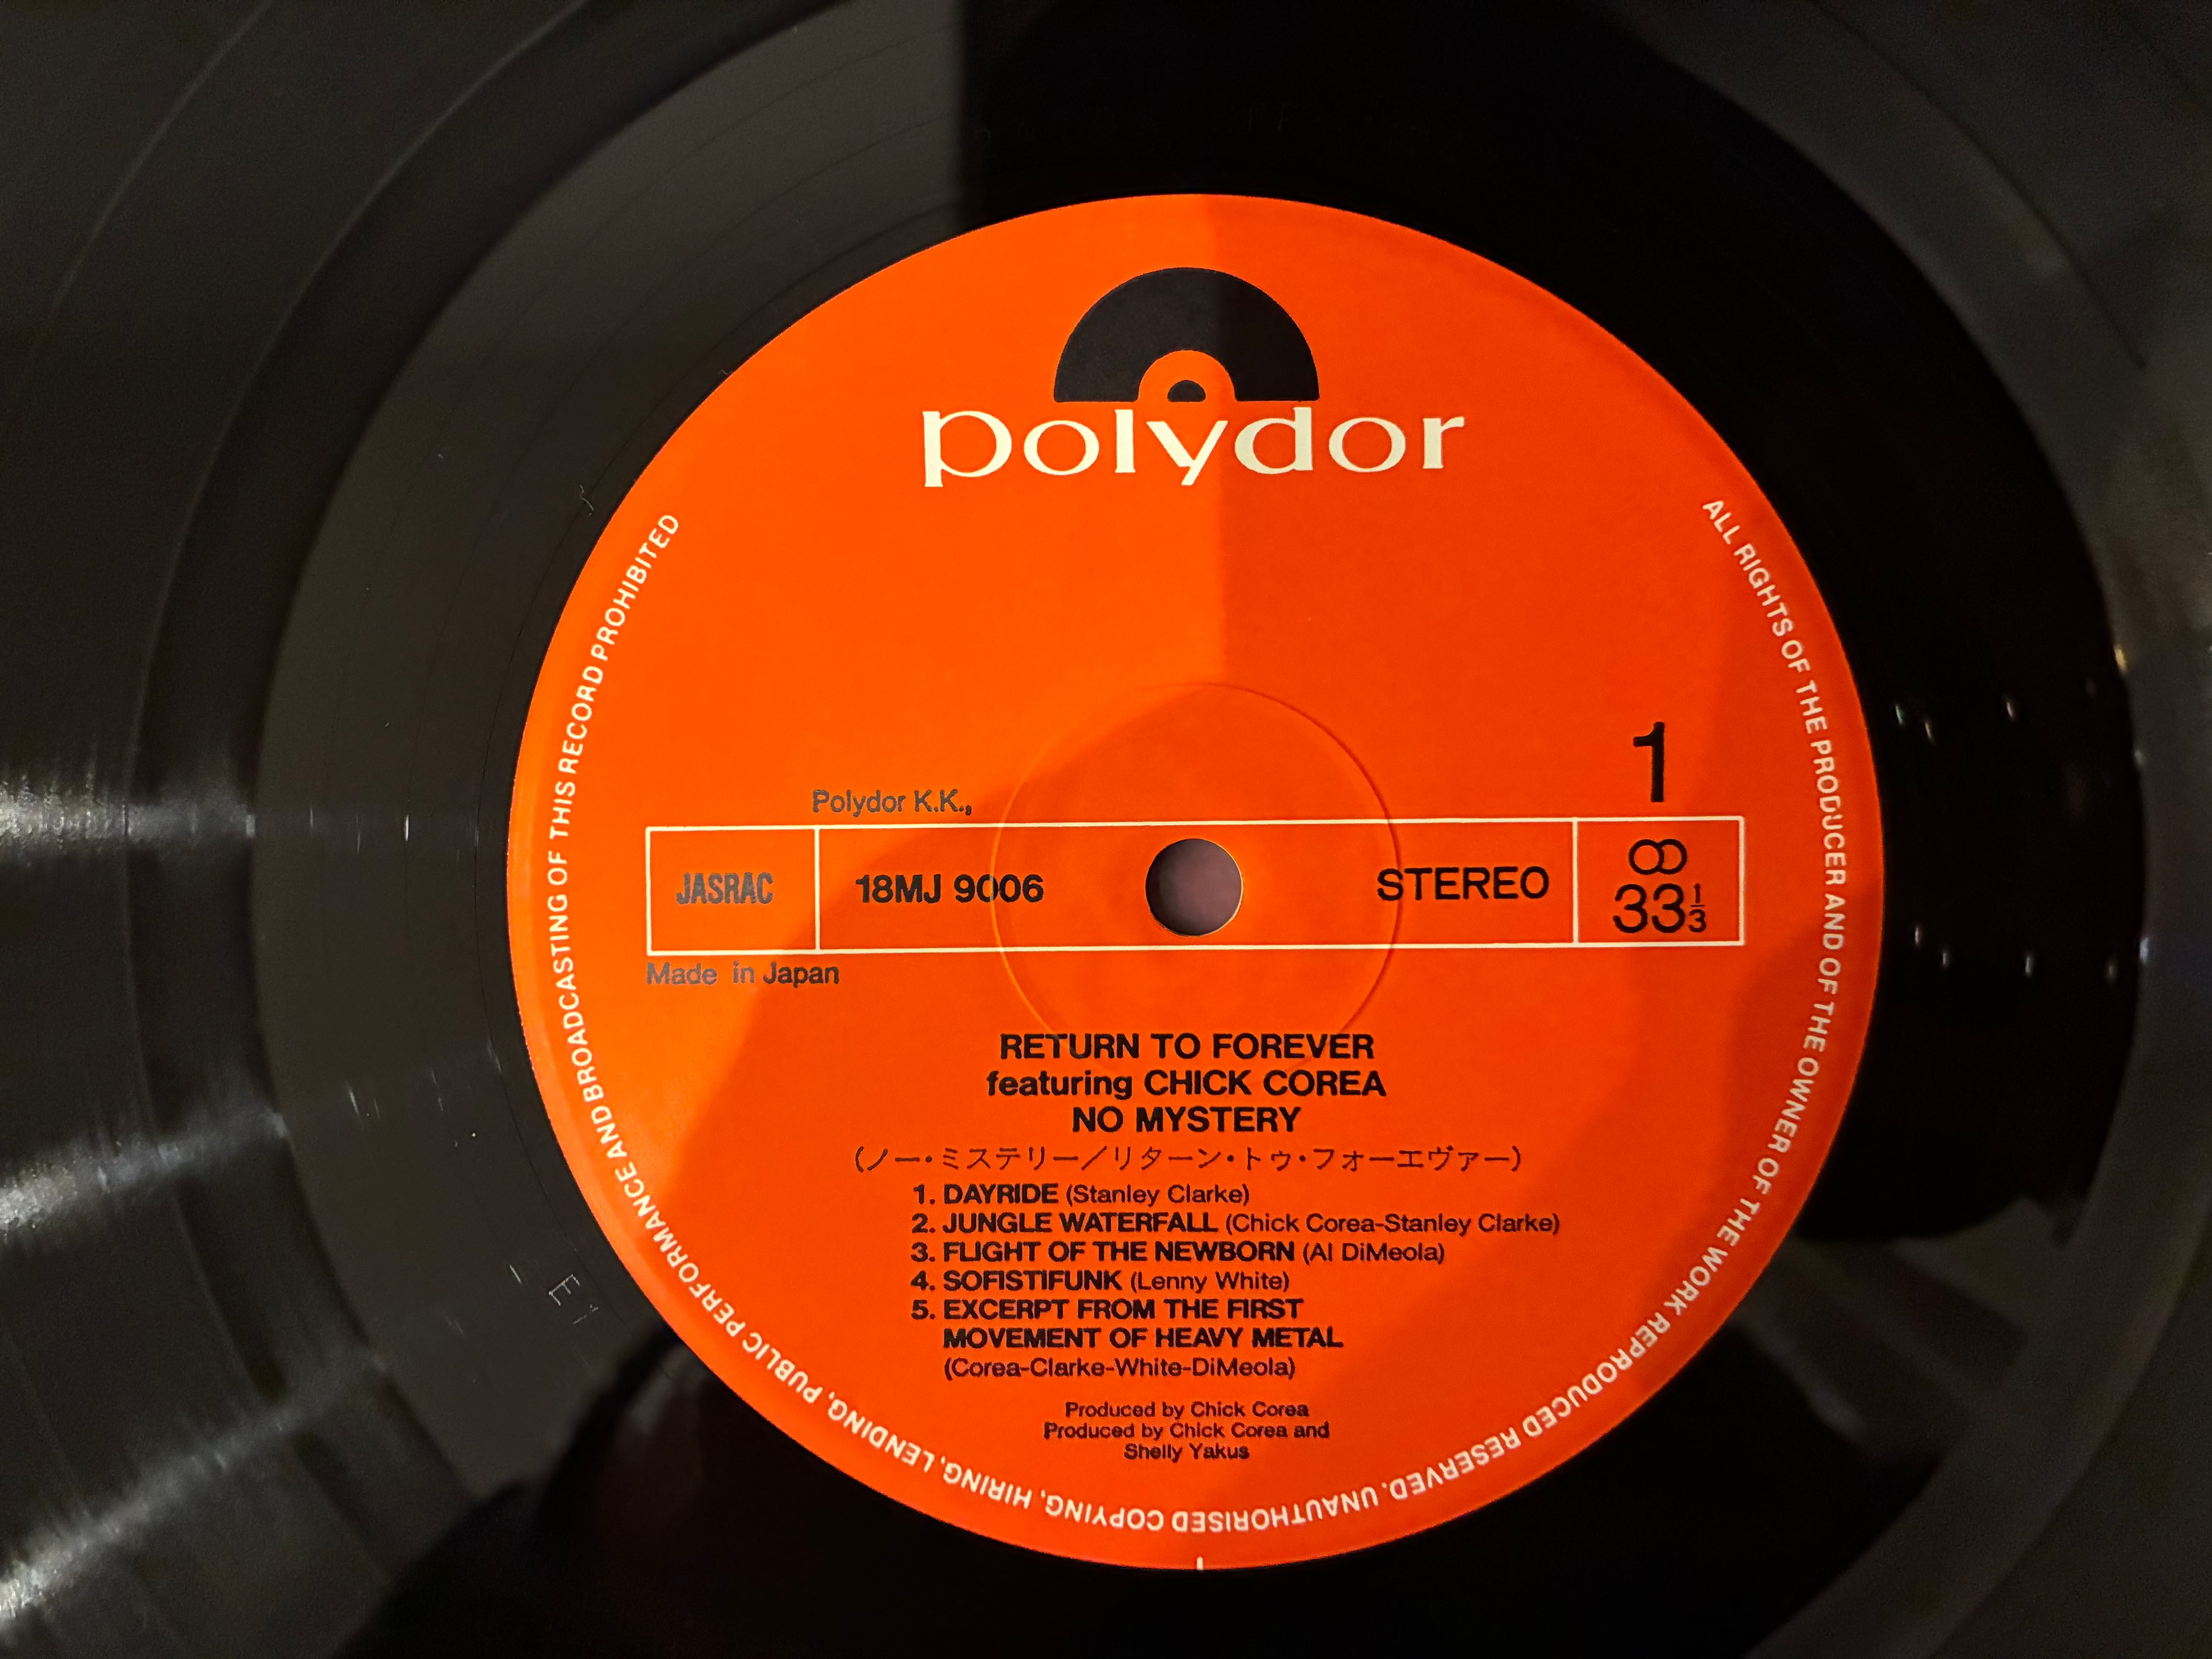 polydor
ALL RIGHTS OF THE PRODUCER AND OF THE OWNER OF THE WORK REPRODUCED RESERVED. UNAUTHORISED COPYING, HIRING, LENDING, PUBLIC PERFORMANCE AND BROADCASTING OF THIS RECORD PROHIBITED
1
Polydor K.K.,
JASRAC 18MJ 9006 STEREO
33⅓
Made in Japan
RETURN TO FOREVER
featuring CHICK COREA
NO MYSTERY
(ノー・ミステリー/リターン・トゥ・フォーエヴァー)
1. DAYRIDE (Stanley Clarke)
2. JUNGLE WATERFALL (Chick Corea-Stanley Clarke)
3. FLIGHT OF THE NEWBORN (Al DiMeola)
4. SOFISTIFUNK (Lenny White)
5. EXCERPT FROM THE FIRST
MOVEMENT OF HEAVY METAL
(Corea-Clarke-White-DiMeola)
Produced by Chick Corea
Produced by Chick Corea and
Shelly Yakus